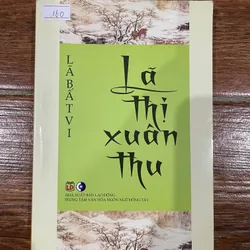 160
LÃ BẤT VI
Lã
thị
xuân
thu
NHÀ XUẤT BẢN LAO ĐỘNG
TRUNG TÂM VĂN HÓA NGÔN NGỮ ĐÔNG TÂY